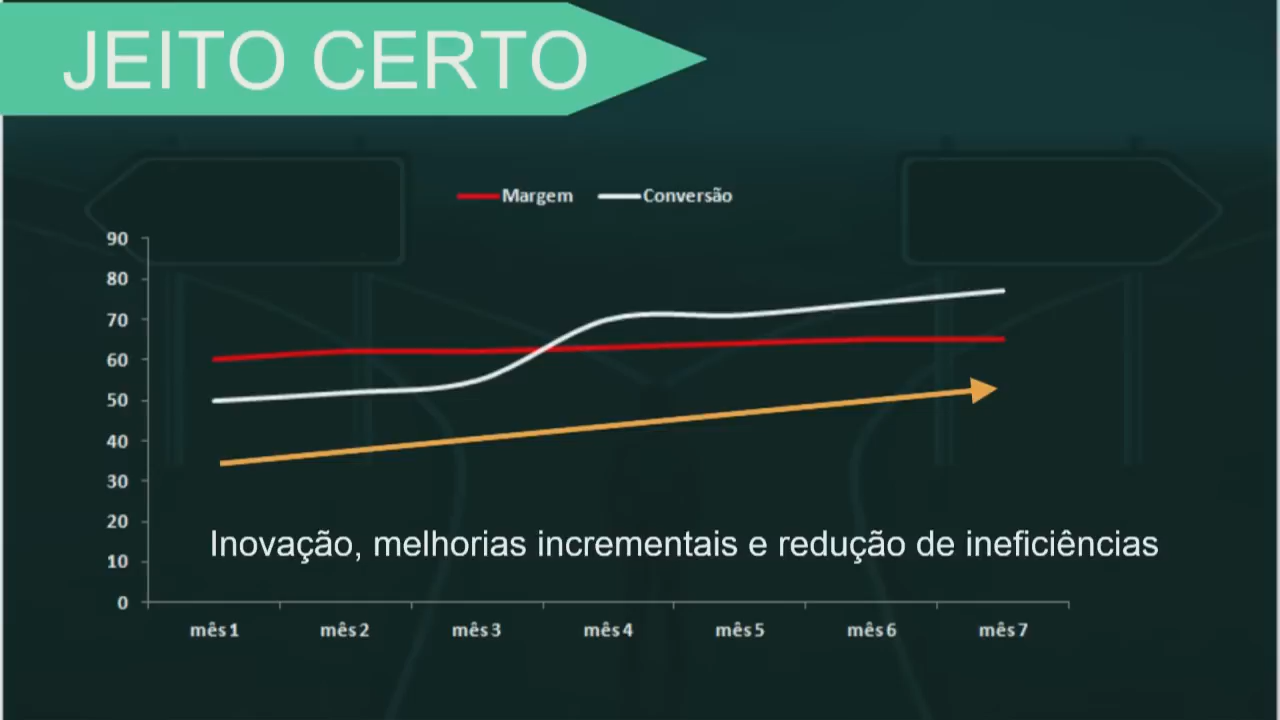 JEITO CERTO
Margem Conversão
90
80
70
60
50
40
30
20
10
0
Inovação, melhorias incrementais e redução de ineficiências
mês 1 mês 2 mês 3 mês 4 mês 5 mês 6 mês 7